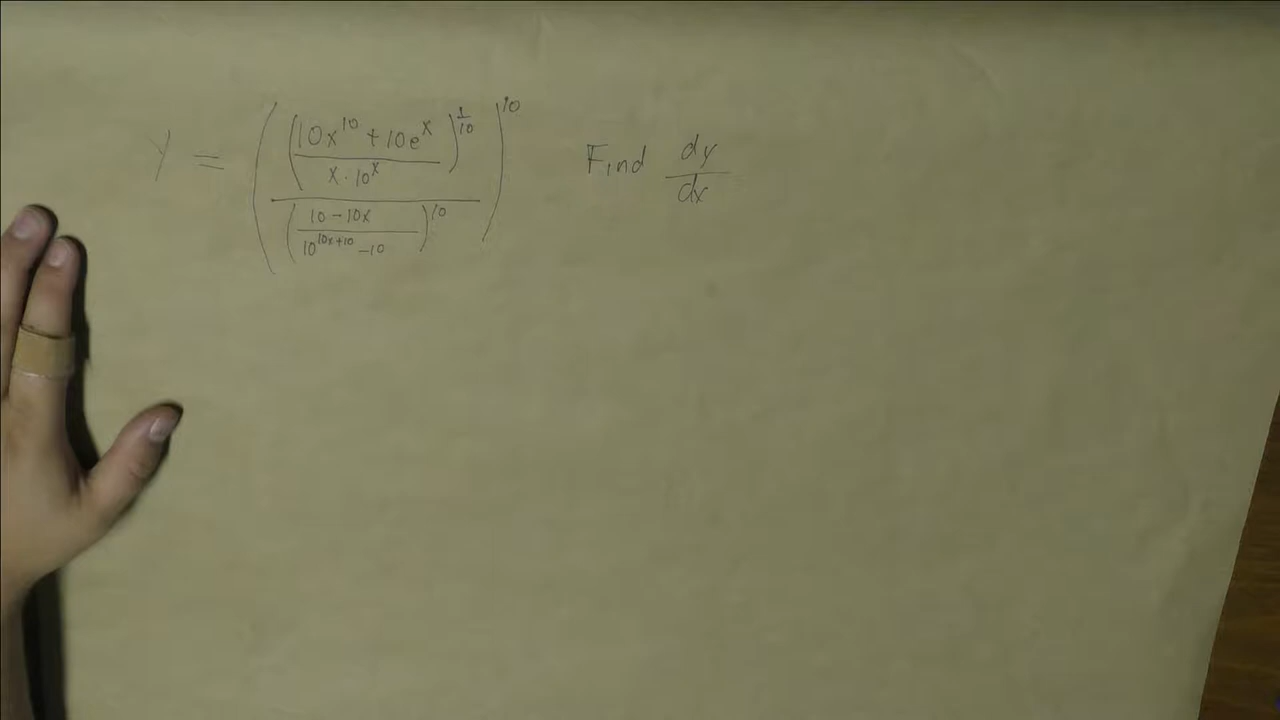 y = ( ( (10x^10 + 10e^x) / (x · 10^x) )^(1/10) / ( (10 − 10x) / (10^(10x+10) − 10) )^10 )^10 Find dy/dx